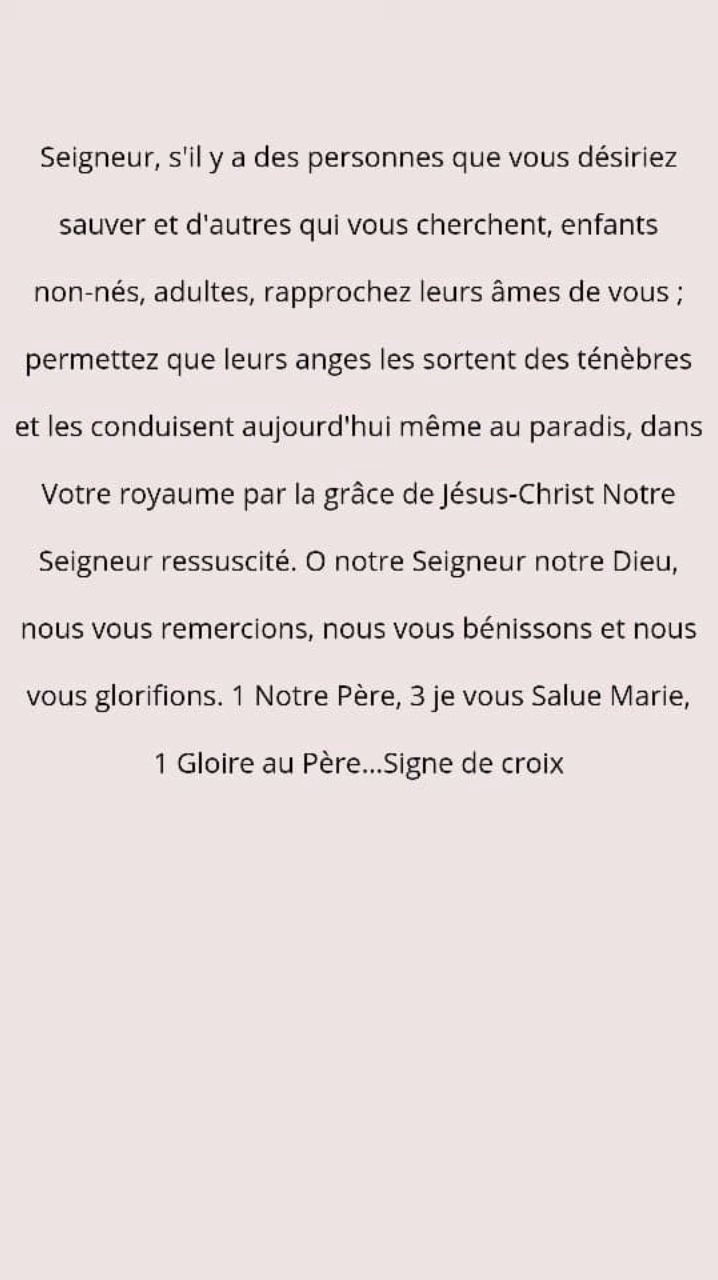 Seigneur, s'il y a des personnes que vous désiriez
sauver et d'autres qui vous cherchent, enfants
non-nés, adultes, rapprochez leurs âmes de vous ;
permettez que leurs anges les sortent des ténèbres
et les conduisent aujourd'hui même au paradis, dans
Votre royaume par la grâce de Jésus-Christ Notre
Seigneur ressuscité. O notre Seigneur notre Dieu,
nous vous remercions, nous vous bénissons et nous
vous glorifions. 1 Notre Père, 3 je vous Salue Marie,
1 Gloire au Père...Signe de croix